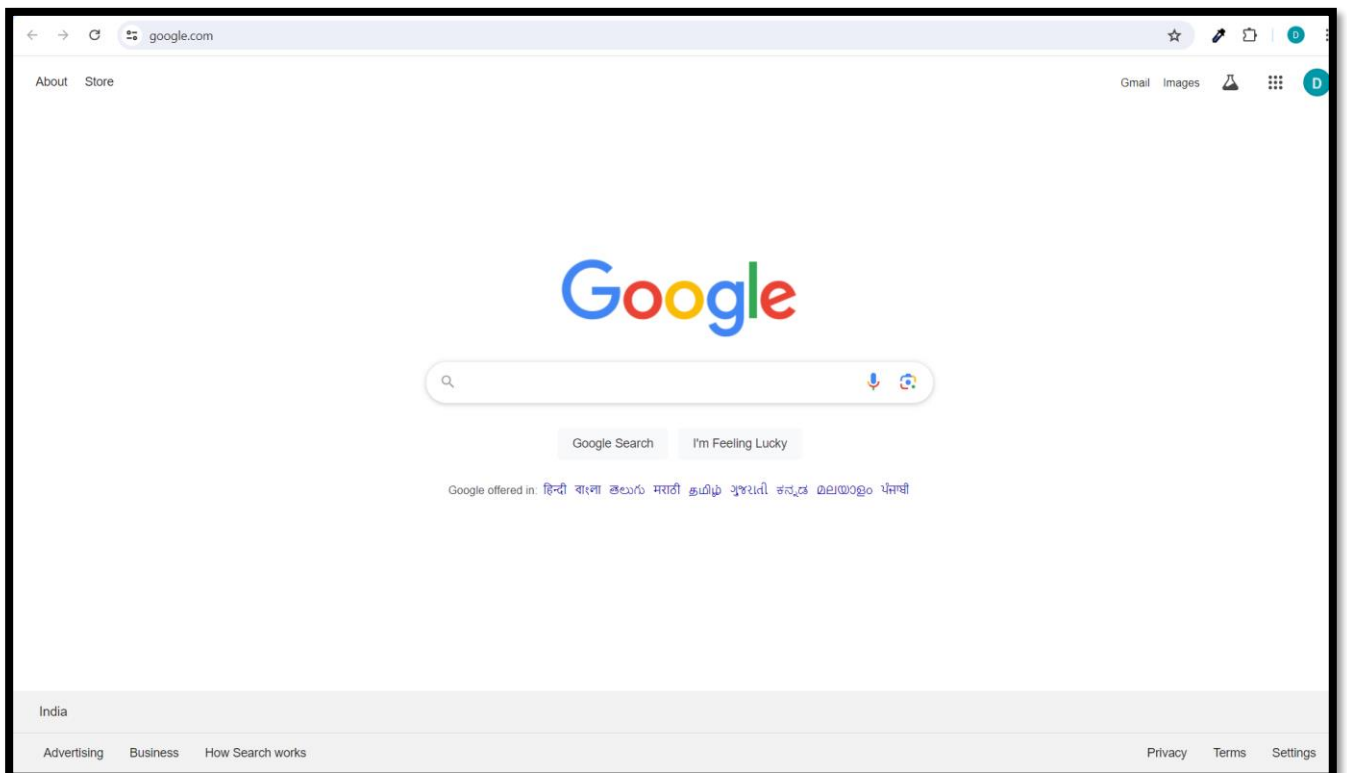 google.com
D
About Store
Gmail Images
D
Google
Google Search I'm Feeling Lucky
Google offered in: हिन्दी বাংলা తెలుగు मराठी தமிழ் ગુજરાતી ಕನ್ನಡ മലയാളം ਪੰਜਾਬੀ
India
Advertising Business How Search works
Privacy Terms Settings